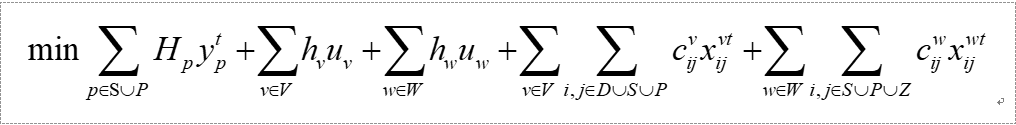 min ∑_{p∈S∪P} H_p y_p^t + ∑_{v∈V} h_v u_v + ∑_{w∈W} h_w u_w + ∑_{v∈V} ∑_{i,j∈D∪S∪P} c_{ij}^v x_{ij}^{vt} + ∑_{w∈W} ∑_{i,j∈S∪P∪Z} c_{ij}^w x_{ij}^{wt}